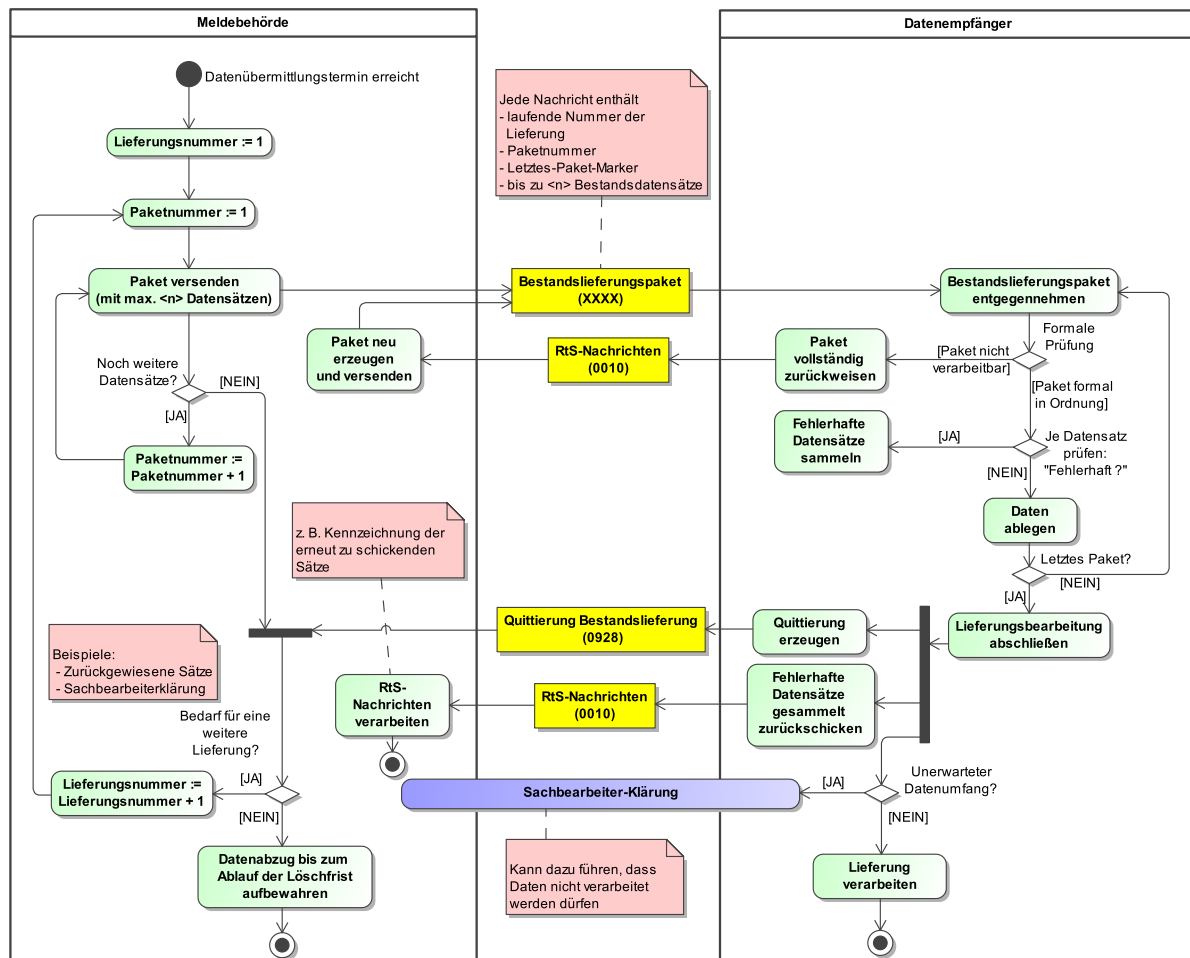 Meldebehörde
Datenempfänger
Datenübermittlungstermin erreicht
Lieferungsnummer := 1
Paketnummer := 1
Paket versenden
(mit max. <n> Datensätzen)
Noch weitere
Datensätze?
[NEIN]
[JA]
Paketnummer :=
Paketnummer + 1
Jede Nachricht enthält
- laufende Nummer der
Lieferung
- Paketnummer
- Letztes-Paket-Marker
- bis zu <n> Bestandsdatensätze
Bestandslieferungspaket
(XXXX)
Paket neu
erzeugen
und versenden
RtS-Nachrichten
(0010)
Paket
vollständig
zurückweisen
Bestandslieferungspaket
entgegennehmen
Formale
Prüfung
[Paket nicht
verarbeitbar]
[Paket formal
in Ordnung]
Fehlerhafte
Datensätze
sammeln
[JA]
Je Datensatz
prüfen:
"Fehlerhaft ?"
[NEIN]
Daten
ablegen
Letztes Paket?
[NEIN]
[JA]
Lieferungsbearbeitung
abschließen
z. B. Kennzeichnung der
erneut zu schickenden
Sätze
Quittierung Bestandslieferung
(0928)
Quittierung
erzeugen
Beispiele:
- Zurückgewiesene Sätze
- Sachbearbeiterklärung
RtS-
Nachrichten
verarbeiten
RtS-Nachrichten
(0010)
Fehlerhafte
Datensätze
gesammelt
zurückschicken
Bedarf für eine
weitere
Lieferung?
[JA]
Lieferungsnummer :=
Lieferungsnummer + 1
[NEIN]
Sachbearbeiter-Klärung
[JA]
Unerwarteter
Datenumfang?
[NEIN]
Datenabzug bis zum
Ablauf der Löschfrist
aufbewahren
Kann dazu führen, dass
Daten nicht verarbeitet
werden dürfen
Lieferung
verarbeiten